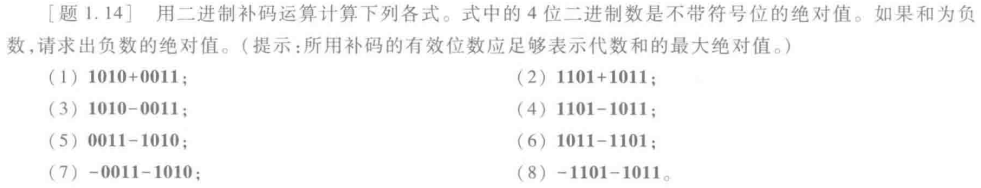 [题 1.14] 用二进制补码运算计算下列各式。式中的 4 位二进制数是不带符号位的绝对值。如果和为负
数,请求出负数的绝对值。(提示:所用补码的有效位数应足够表示代数和的最大绝对值。)
(1) 1010+0011; (2) 1101+1011;
(3) 1010-0011; (4) 1101-1011;
(5) 0011-1010; (6) 1011-1101;
(7) -0011-1010; (8) -1101-1011。